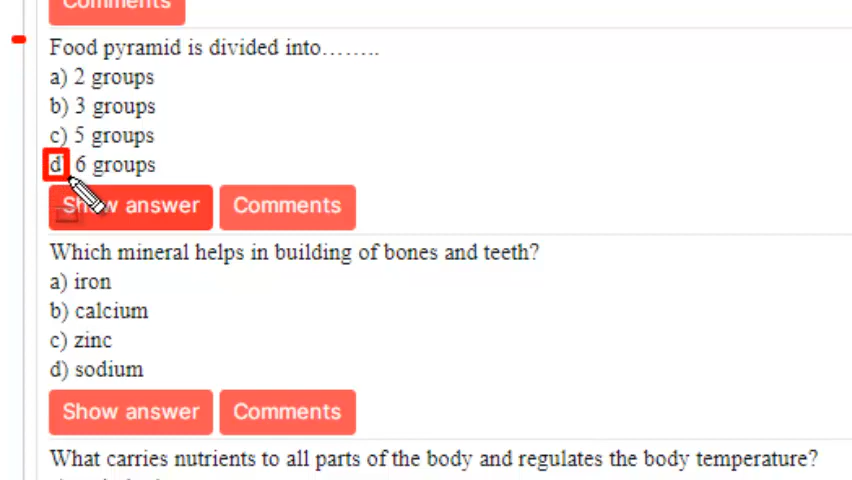 Comments
Food pyramid is divided into........
a) 2 groups
b) 3 groups
c) 5 groups
d) 6 groups
Show answer Comments
Which mineral helps in building of bones and teeth?
a) iron
b) calcium
c) zinc
d) sodium
Show answer Comments
What carries nutrients to all parts of the body and regulates the body temperature?